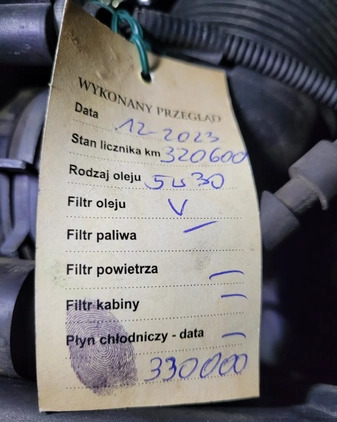 WYKONANY PRZEGLĄD
Data 12-2023
Stan licznika km 320600
Rodzaj oleju 5W30
Filtr oleju V
Filtr paliwa —
Filtr powietrza —
Filtr kabiny —
Płyn chłodniczy - data —
330000